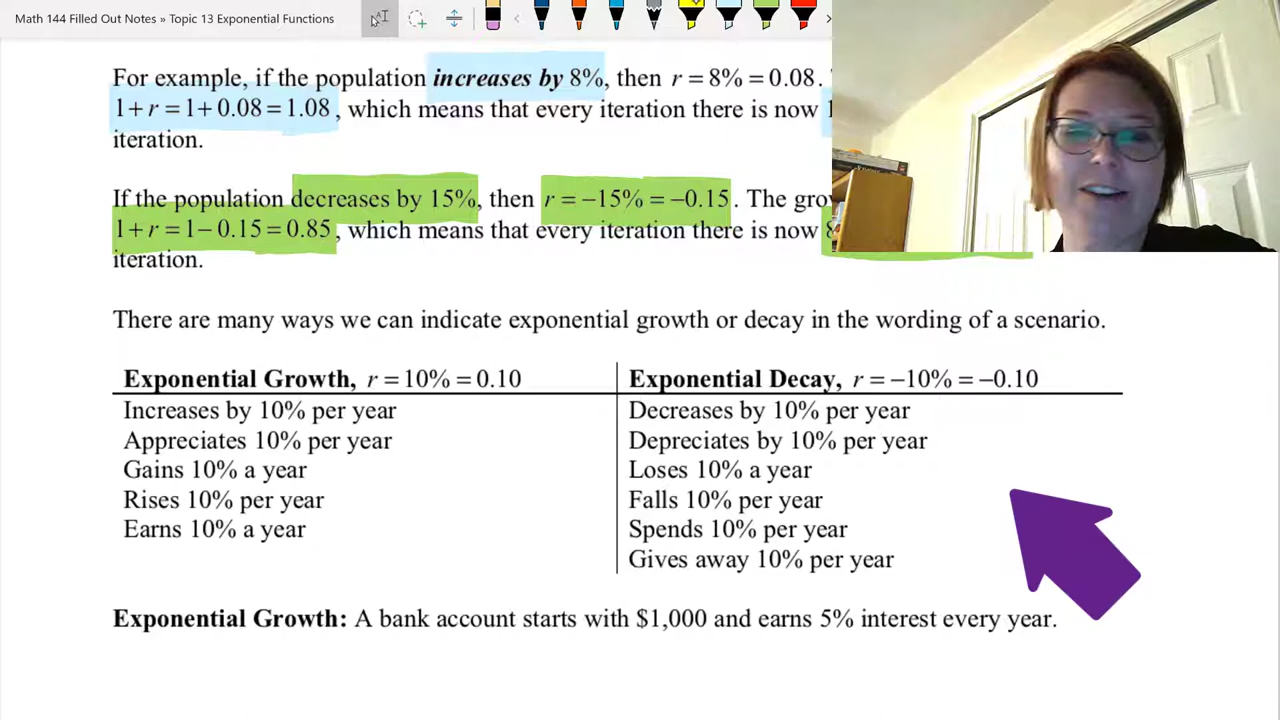 Math 144 Filled Out Notes » Topic 13 Exponential Functions
For example, if the population increases by 8%, then r = 8% = 0.08.
1 + r = 1 + 0.08 = 1.08, which means that every iteration there is now
iteration.
If the population decreases by 15%, then r = −15% = −0.15. The
1 + r = 1 − 0.15 = 0.85, which means that every iteration there is now
iteration.
There are many ways we can indicate exponential growth or decay in the wording of a scenario.
Exponential Growth, r = 10% = 0.10
Increases by 10% per year
Appreciates 10% per year
Gains 10% a year
Rises 10% per year
Earns 10% a year
Exponential Decay, r = −10% = −0.10
Decreases by 10% per year
Depreciates by 10% per year
Loses 10% a year
Falls 10% per year
Spends 10% per year
Gives away 10% per year
Exponential Growth: A bank account starts with $1,000 and earns 5% interest every year.